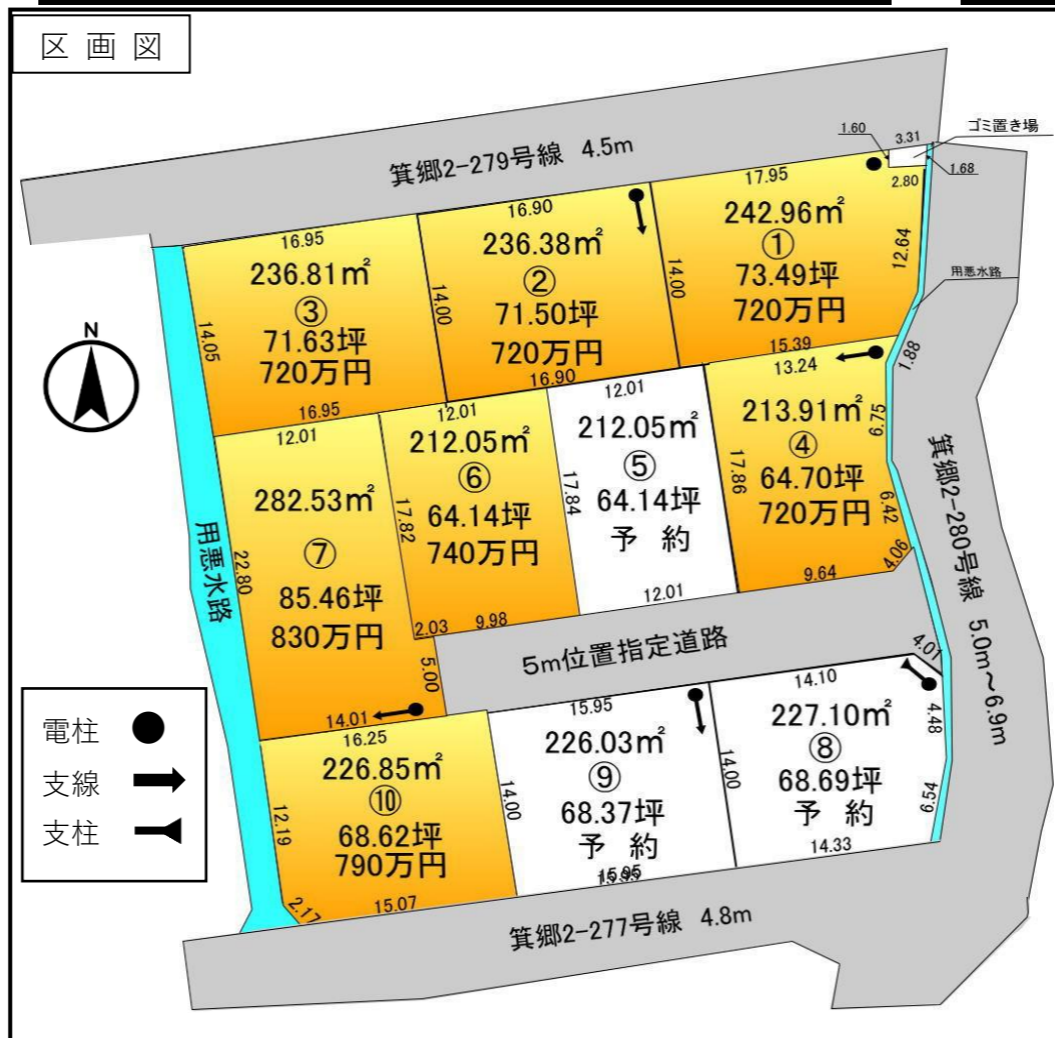 区画図
箕郷2-279号線 4.5m
ゴミ置き場
1.60
3.31
1.68
2.80
17.95
242.96㎡
①
73.49坪
720万円
14.00
12.64
15.39
16.90
236.38㎡
②
71.50坪
720万円
14.00
16.90
16.95
236.81㎡
③
71.63坪
720万円
14.05
16.95
用悪水路
1.88
N
13.24
213.91㎡
④
64.70坪
720万円
17.86
6.75
6.42
4.06
9.64
12.01
212.05㎡
⑤
64.14坪
予約
17.84
12.01
12.01
212.05㎡
⑥
64.14坪
740万円
17.82
2.03
9.98
12.01
282.53㎡
⑦
85.46坪
830万円
22.80
5.00
14.01
用悪水路
箕郷2-280号線 5.0m～6.9m
5m位置指定道路
4.01
14.10
227.10㎡
⑧
68.69坪
予約
4.48
6.54
14.00
14.33
15.95
226.03㎡
⑨
68.37坪
予約
14.00
15.95
16.25
226.85㎡
⑩
68.62坪
790万円
12.19
2.17
15.07
箕郷2-277号線 4.8m
電柱
支線
支柱